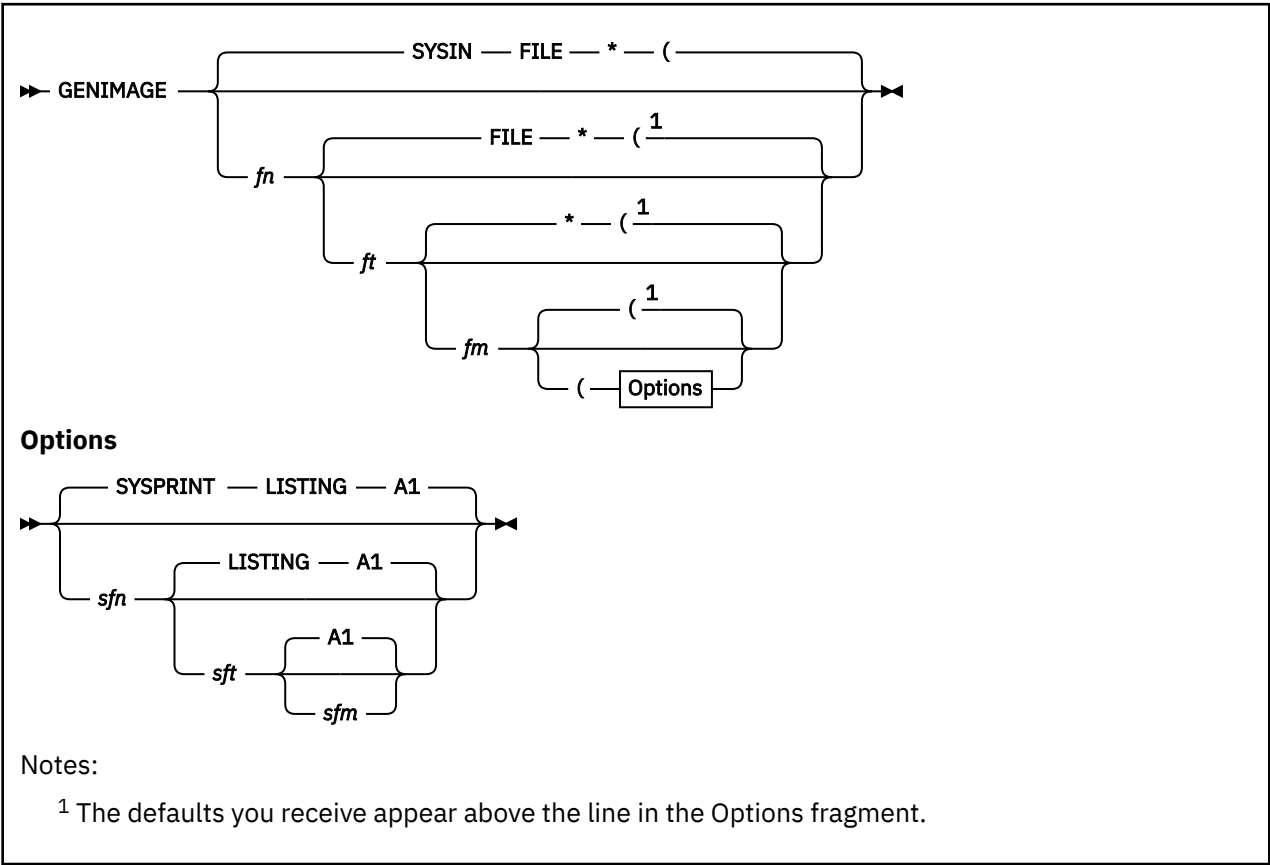 SYSIN FILE * (
GENIMAGE
FILE * ( 1
fn
* ( 1
ft
( 1
fm
( Options
Options
SYSPRINT LISTING A1
LISTING A1
sfn
A1
sft
sfm
Notes:
1 The defaults you receive appear above the line in the Options fragment.